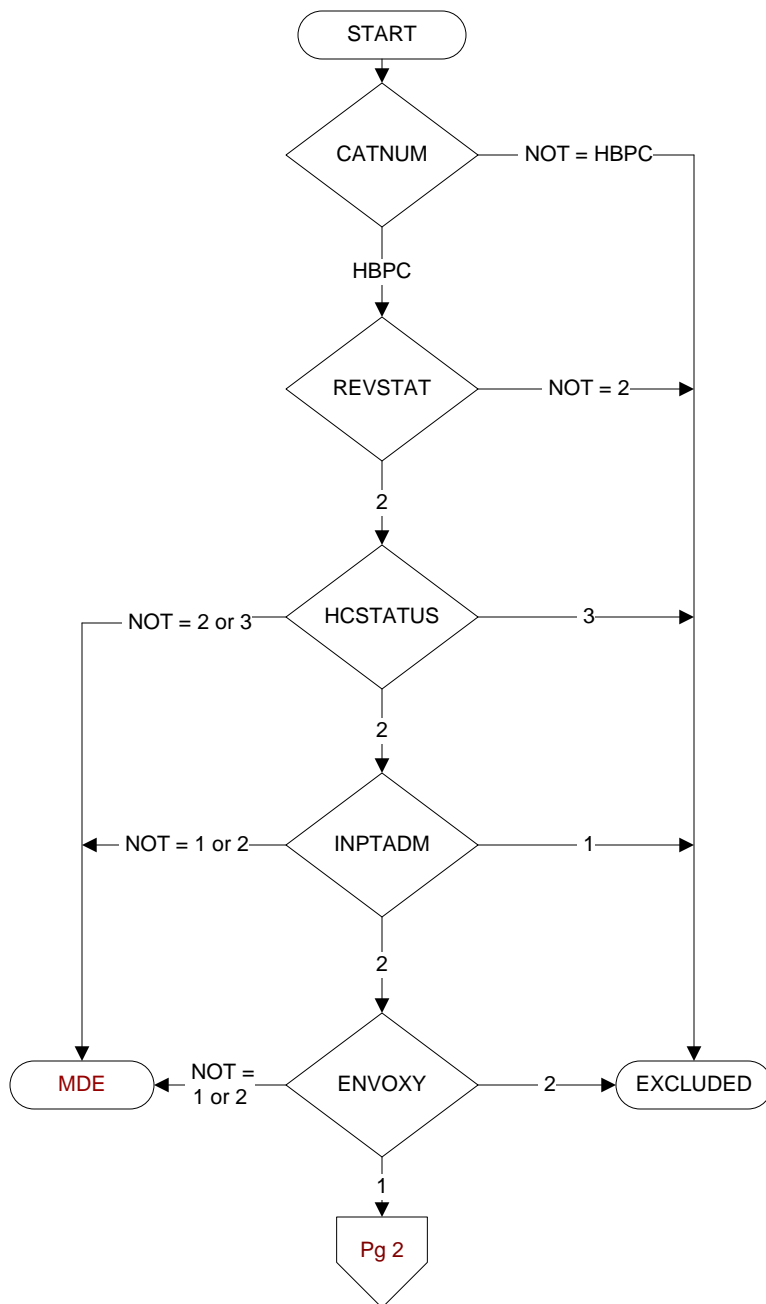 START
CATNUM
NOT = HBPC
HBPC
REVSTAT
NOT = 2
2
HCSTATUS
NOT = 2 or 3
3
2
INPTADM
NOT = 1 or 2
1
2
MDE
NOT =
1 or 2
ENVOXY
2
EXCLUDED
1
Pg 2